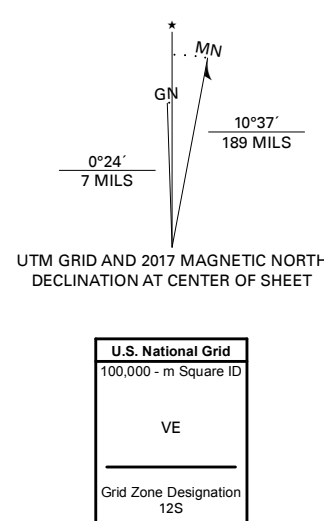 ★
MN
GN
0°24´
7 MILS
10°37´
189 MILS
UTM GRID AND 2017 MAGNETIC NORTH
DECLINATION AT CENTER OF SHEET
U.S. National Grid
100,000 - m Square ID
VE
Grid Zone Designation
12S